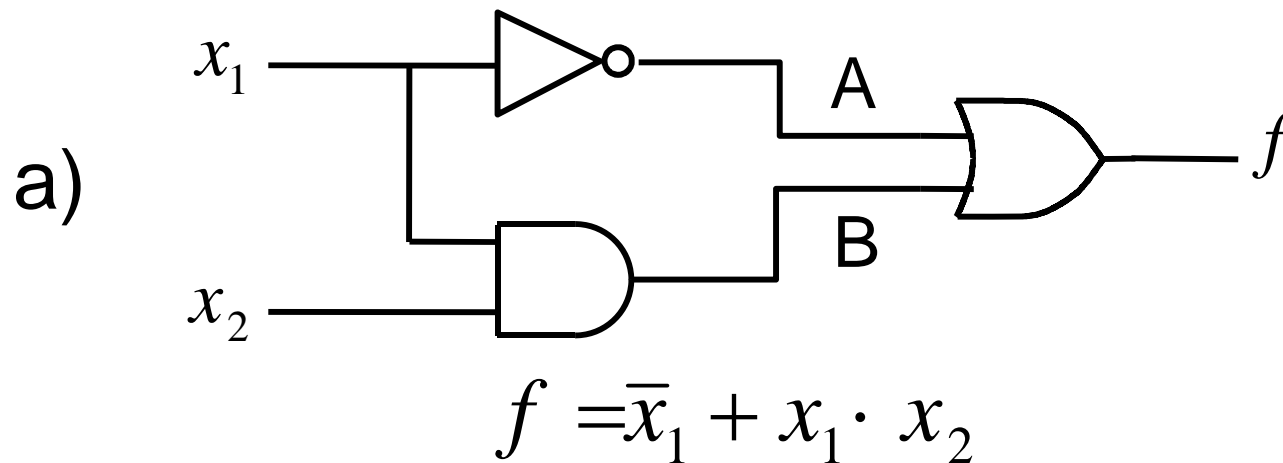 x₁
A
a)
f
B
x₂
f = x̅₁ + x₁ · x₂